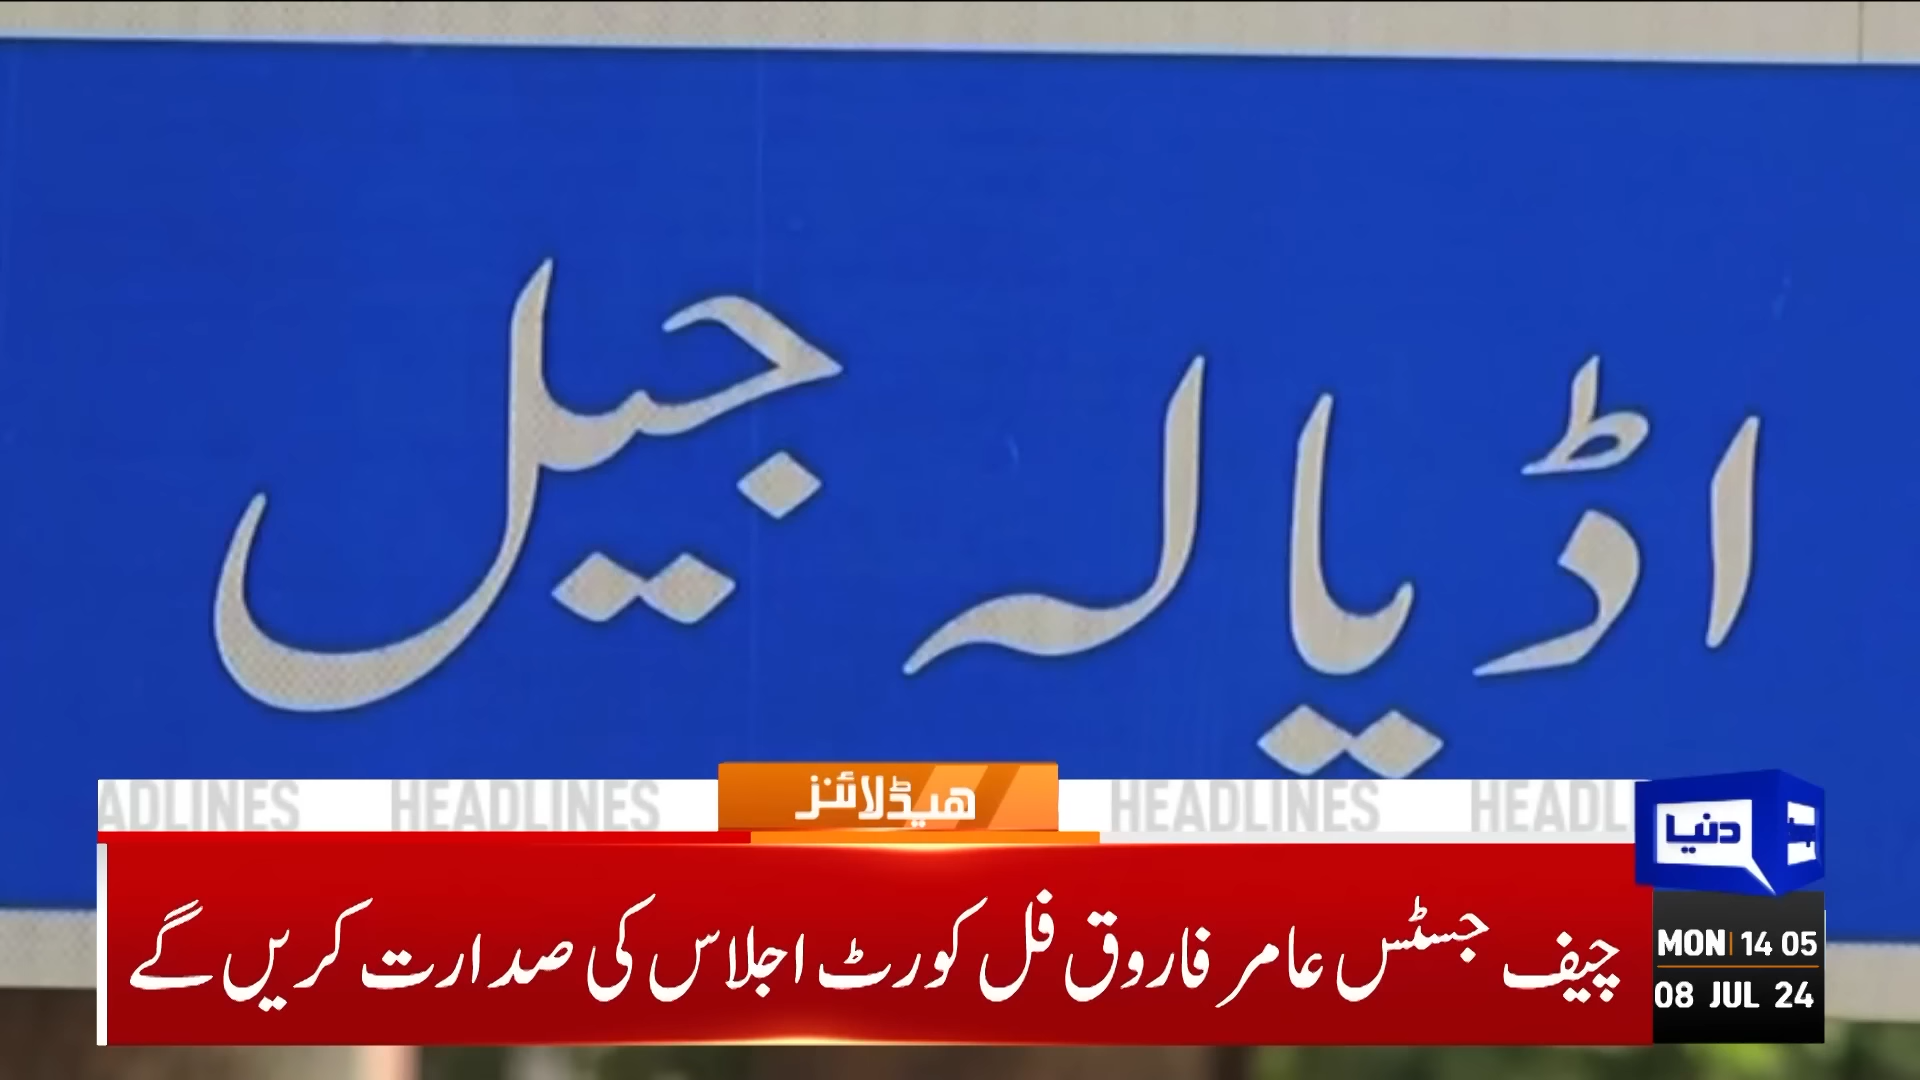 اڈیالہ جیل
HEADLINES
ہیڈلائنز
HEADLINES
دنیا
چیف جسٹس عامر فاروق فل کورٹ اجلاس کی صدارت کریں گے
MON 14 05
08 JUL 24